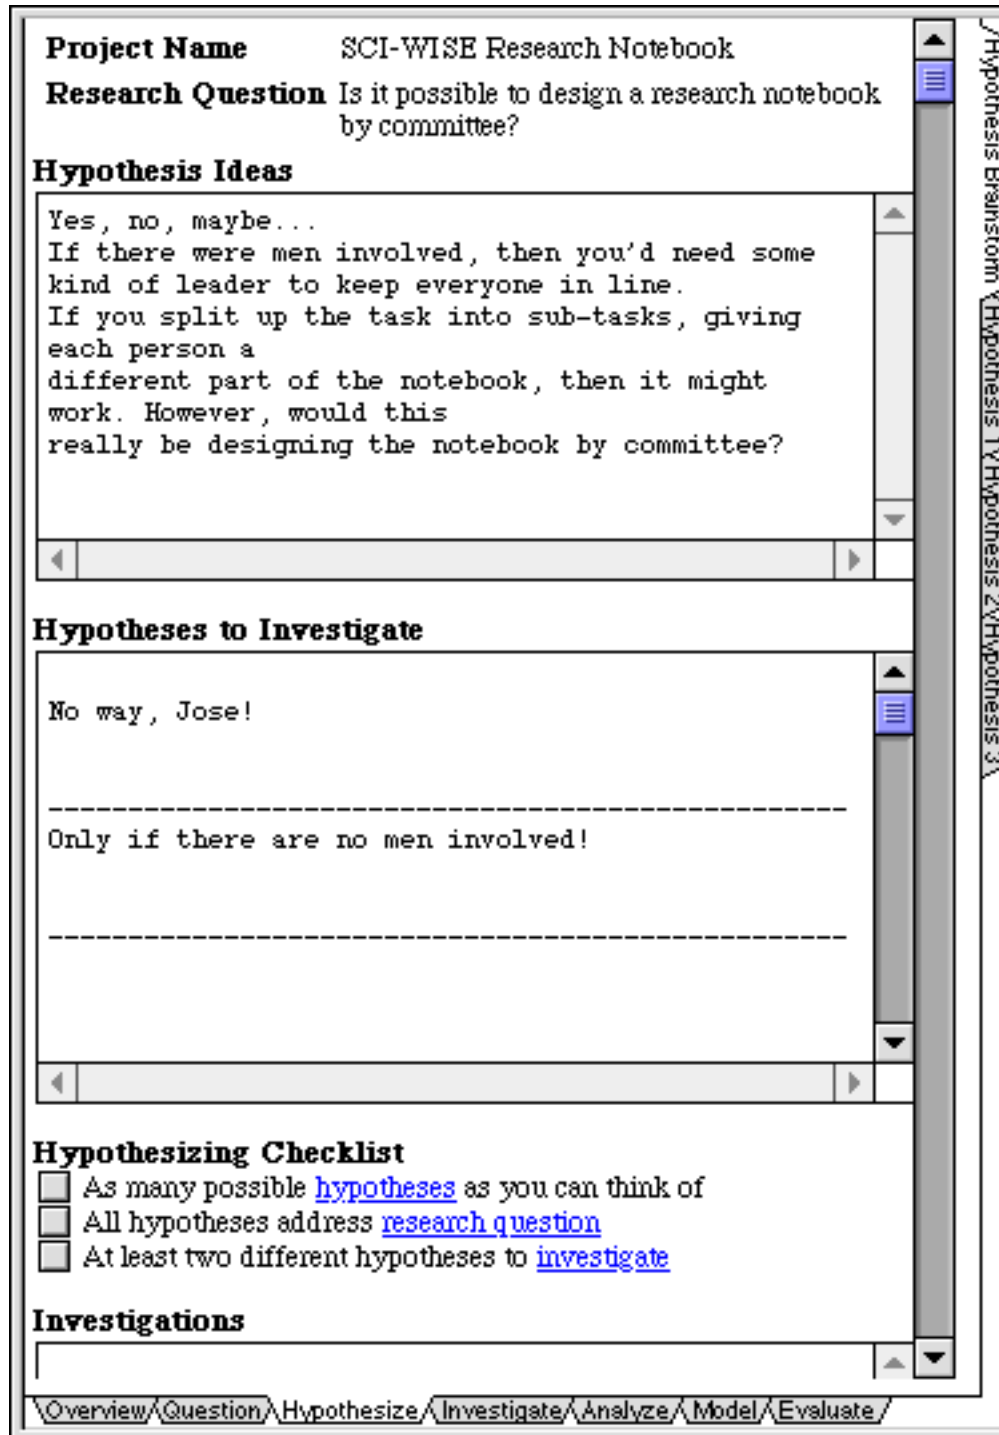 Project Name SCI-WISE Research Notebook
Research Question Is it possible to design a research notebook
by committee?
Hypothesis Ideas
Yes, no, maybe...
If there were men involved, then you'd need some
kind of leader to keep everyone in line.
If you split up the task into sub-tasks, giving
each person a
different part of the notebook, then it might
work. However, would this
really be designing the notebook by committee?
Hypotheses to Investigate
No way, Jose!
--------------------------------------------------
Only if there are no men involved!
--------------------------------------------------
Hypothesizing Checklist
As many possible hypotheses as you can think of
All hypotheses address research question
At least two different hypotheses to investigate
Investigations
Overview Question Hypothesize Investigate Analyze Model Evaluate
Hypothesis Brainstorm Hypothesis 1 Hypothesis 2 Hypothesis 3